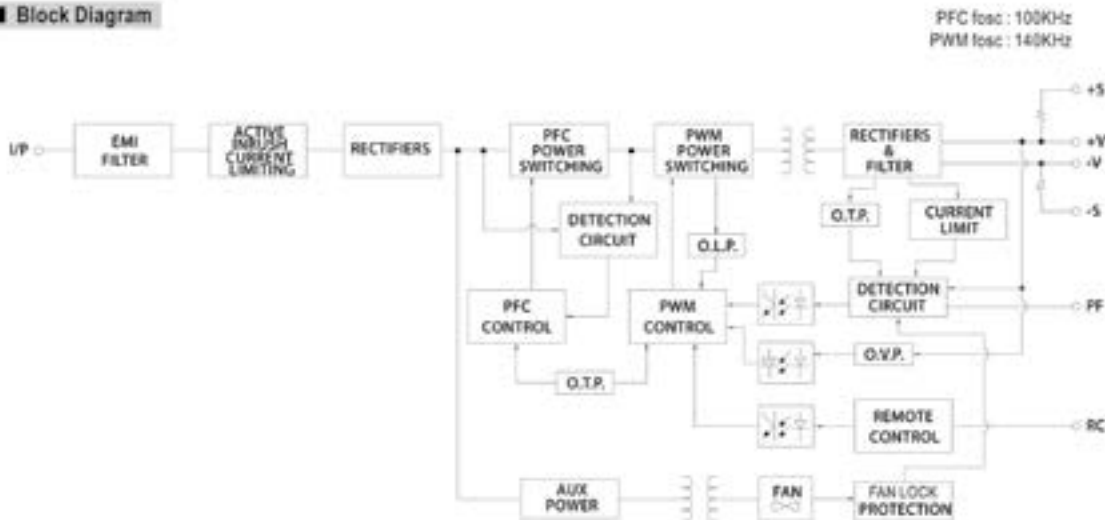 Block Diagram
PFC fosc : 100KHz
PWM fosc : 140KHz
+S
I/P
EMI
FILTER
ACTIVE
INRUSH
CURRENT
LIMITING
RECTIFIERS
PFC
POWER
SWITCHING
PWM
POWER
SWITCHING
RECTIFIERS
&
FILTER
+V
-V
-S
DETECTION
CIRCUIT
O.L.P.
O.T.P.
CURRENT
LIMIT
PFC
CONTROL
PWM
CONTROL
DETECTION
CIRCUIT
PF
O.V.P.
O.T.P.
REMOTE
CONTROL
RC
AUX
POWER
FAN
FAN LOCK
PROTECTION